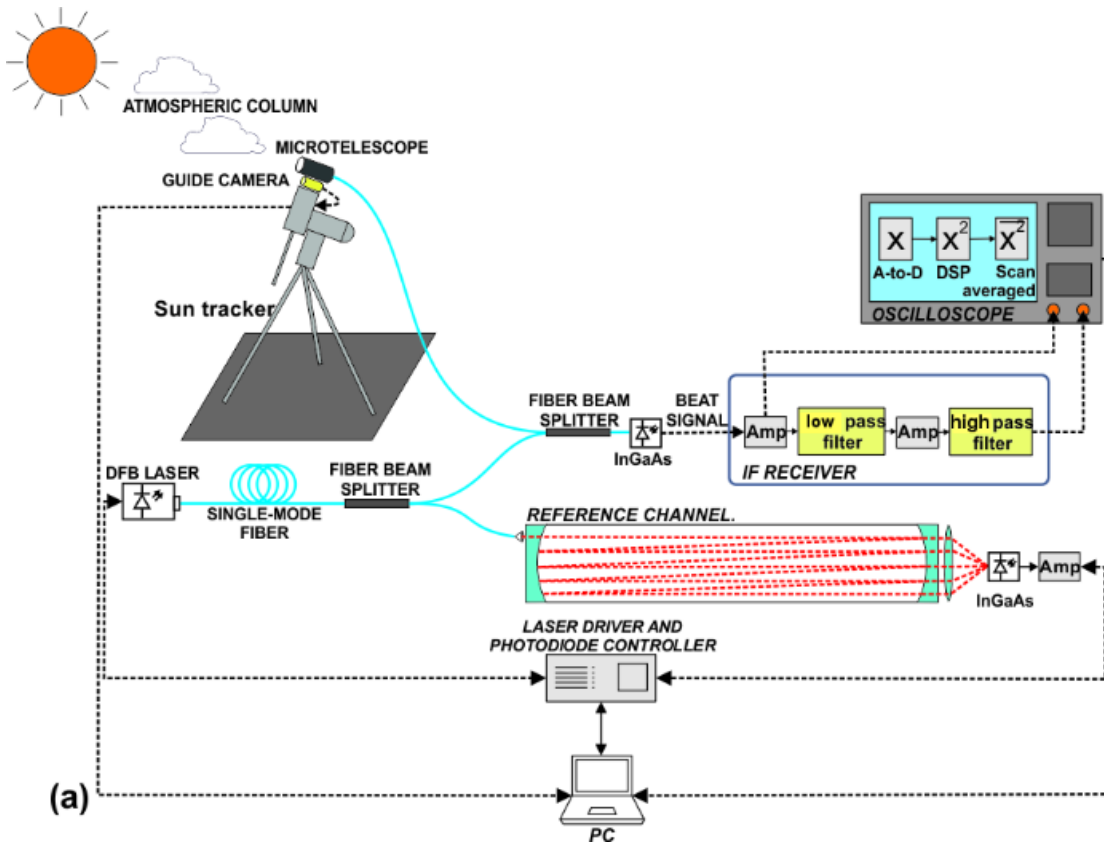 ATMOSPHERIC COLUMN
MICROTELESCOPE
GUIDE CAMERA
Sun tracker
X
X²
X̅²̅
A-to-D
DSP
Scan
averaged
OSCILLOSCOPE
FIBER BEAM
SPLITTER
BEAT
SIGNAL
InGaAs
Amp
low pass
filter
Amp
high pass
filter
IF RECEIVER
DFB LASER
SINGLE-MODE
FIBER
FIBER BEAM
SPLITTER
REFERENCE CHANNEL.
InGaAs
Amp
LASER DRIVER AND
PHOTODIODE CONTROLLER
PC
(a)